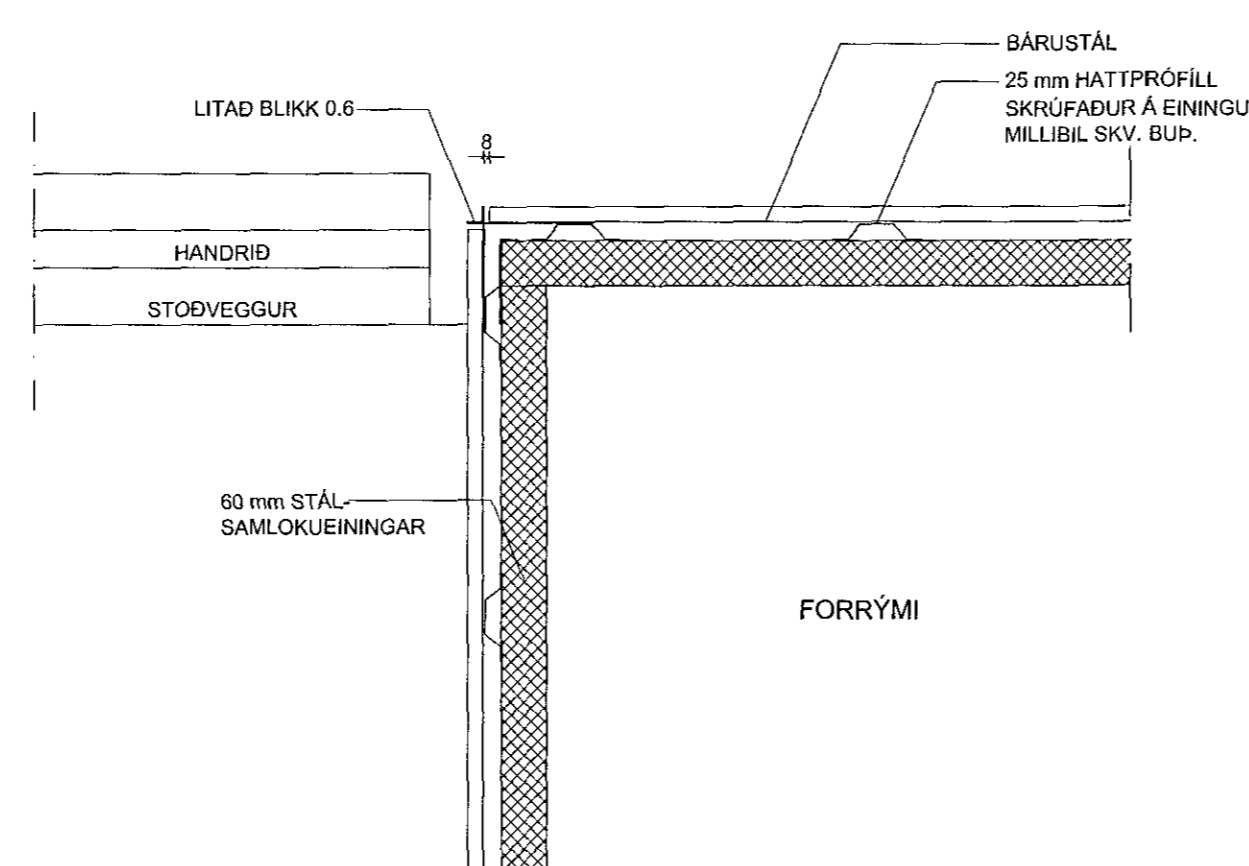 BÁRUSTÁL
25 mm HATTPRÓFÍLL
SKRÚFAÐUR Á EININGU
MILLIBIL SKV. BUÞ.
LITAÐ BLIKK 0.6
8
HANDRIÐ
STOÐVEGGUR
60 mm STÁL-
SAMLOKUEININGAR
FORRÝMI